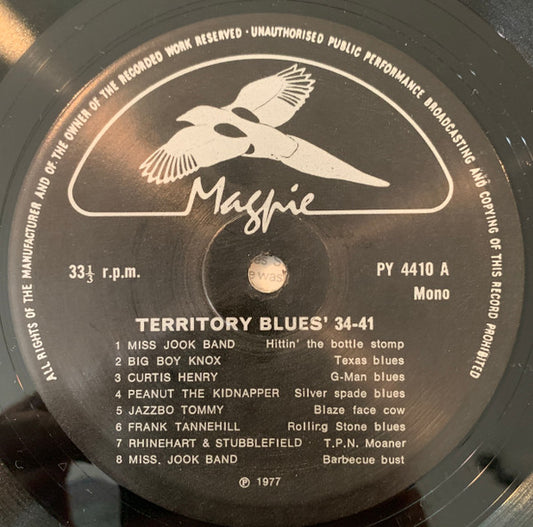 ALL RIGHTS OF THE MANUFACTURER AND OF THE OWNER OF THE RECORDED WORK RESERVED · UNAUTHORISED PUBLIC PERFORMANCE BROADCASTING AND COPYING OF THIS RECORD PROHIBITED
Magpie
33⅓ r.p.m. PY 4410 A
Mono
TERRITORY BLUES' 34-41
1 MISS JOOK BAND Hittin' the bottle stomp
2 BIG BOY KNOX Texas blues
3 CURTIS HENRY G-Man blues
4 PEANUT THE KIDNAPPER Silver spade blues
5 JAZZBO TOMMY Blaze face cow
6 FRANK TANNEHILL Rolling Stone blues
7 RHINEHART & STUBBLEFIELD · T.P.N. Moaner
8 MISS. JOOK BAND Barbecue bust
℗ 1977